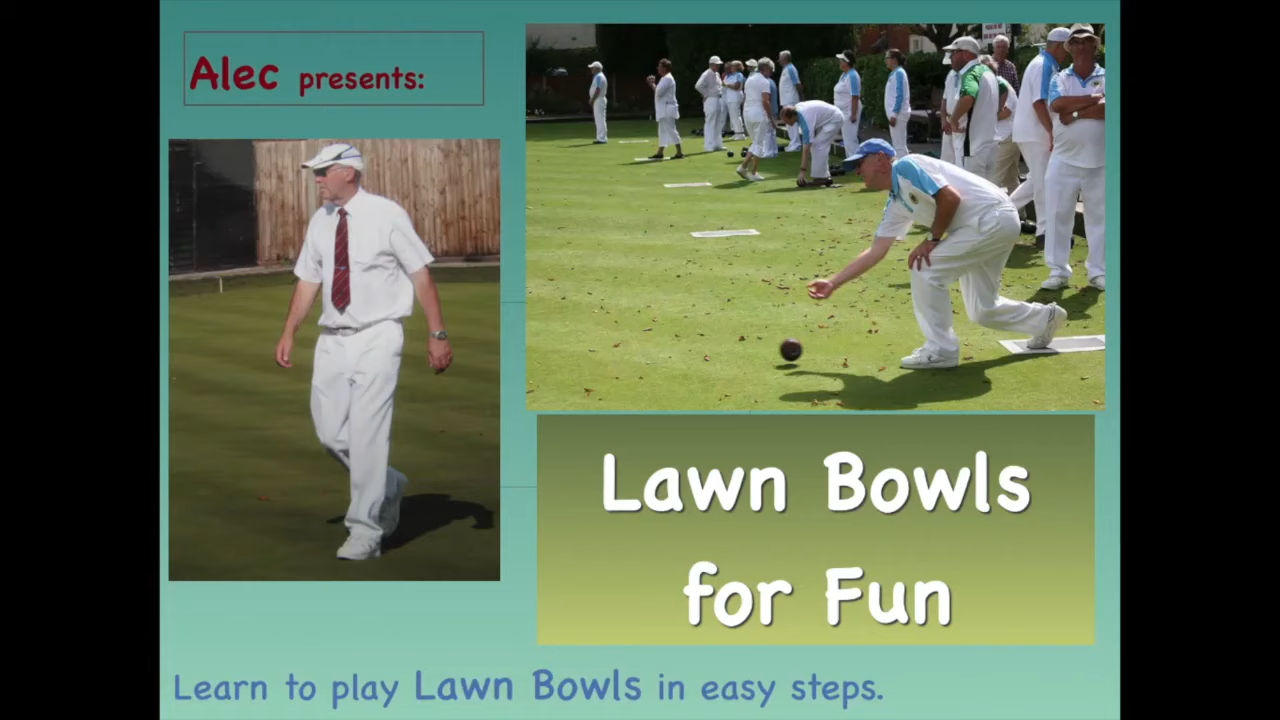 Alec presents:
Lawn Bowls
for Fun
Learn to play Lawn Bowls in easy steps.